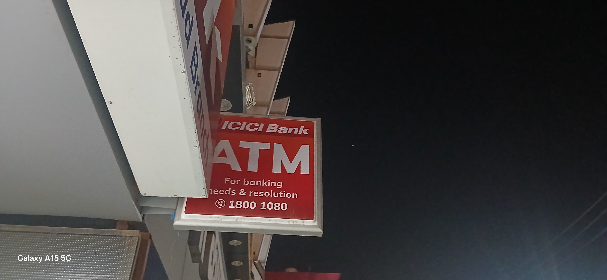 ICICI Bank
ATM
For banking
needs & resolution
1800 1080
Galaxy A15 5G